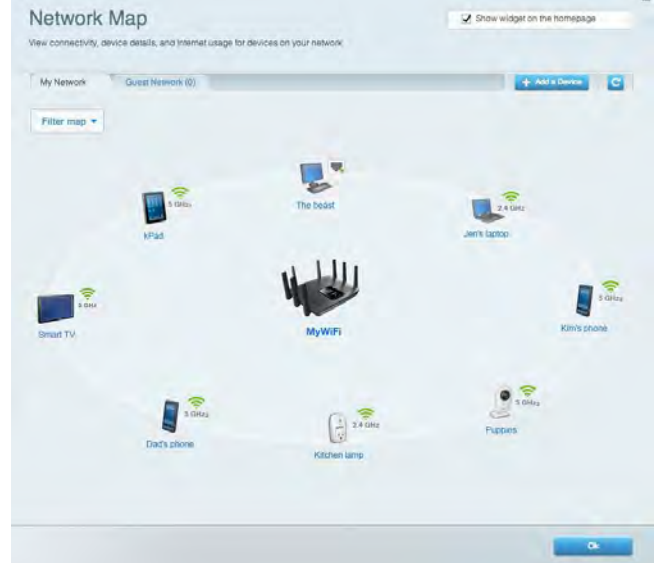 Network Map
Show widget on the homepage
View connectivity, device details, and Internet usage for devices on your network.
My Network
Guest Network (0)
+ Add a Device
Filter map
The beast
5 GHz
kPad
2.4 GHz
Jen's laptop
5 GHz
Smart TV
MyWiFi
5 GHz
Kim's phone
5 GHz
Dad's phone
2.4 GHz
Kitchen lamp
5 GHz
Puppies
Ok